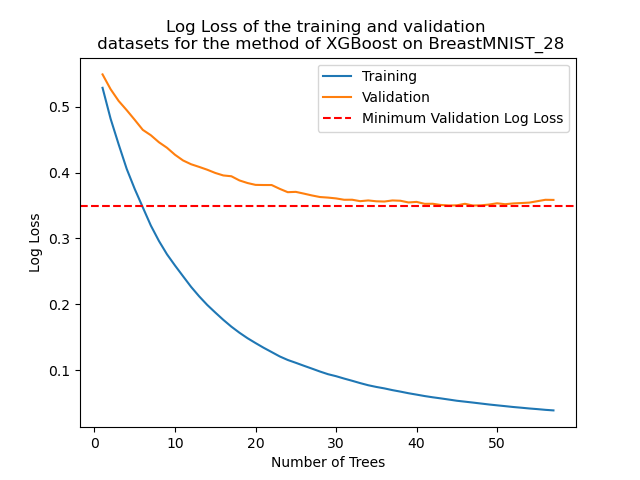 Log Loss of the training and validation
datasets for the method of XGBoost on BreastMNIST_28
Training
Validation
Minimum Validation Log Loss
Log Loss
0.5
0.4
0.3
0.2
0.1
0 10 20 30 40 50
Number of Trees